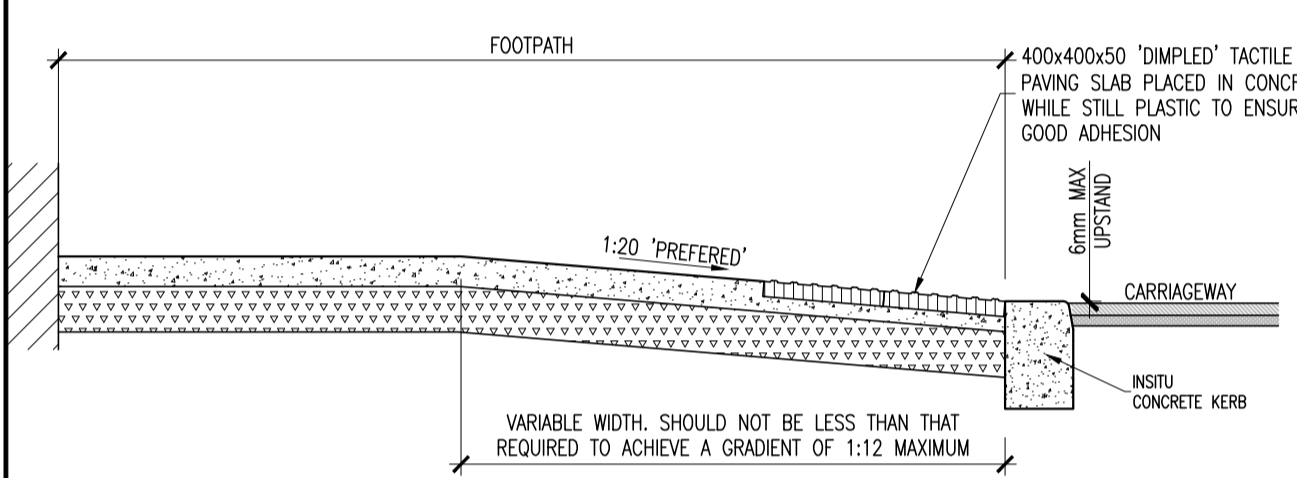 FOOTPATH
400x400x50 'DIMPLED' TACTILE
PAVING SLAB PLACED IN CONCR
WHILE STILL PLASTIC TO ENSUR
GOOD ADHESION
6mm MAX
UPSTAND
1:20 'PREFERED'
CARRIAGEWAY
INSITU
CONCRETE KERB
VARIABLE WIDTH. SHOULD NOT BE LESS THAN THAT
REQUIRED TO ACHIEVE A GRADIENT OF 1:12 MAXIMUM